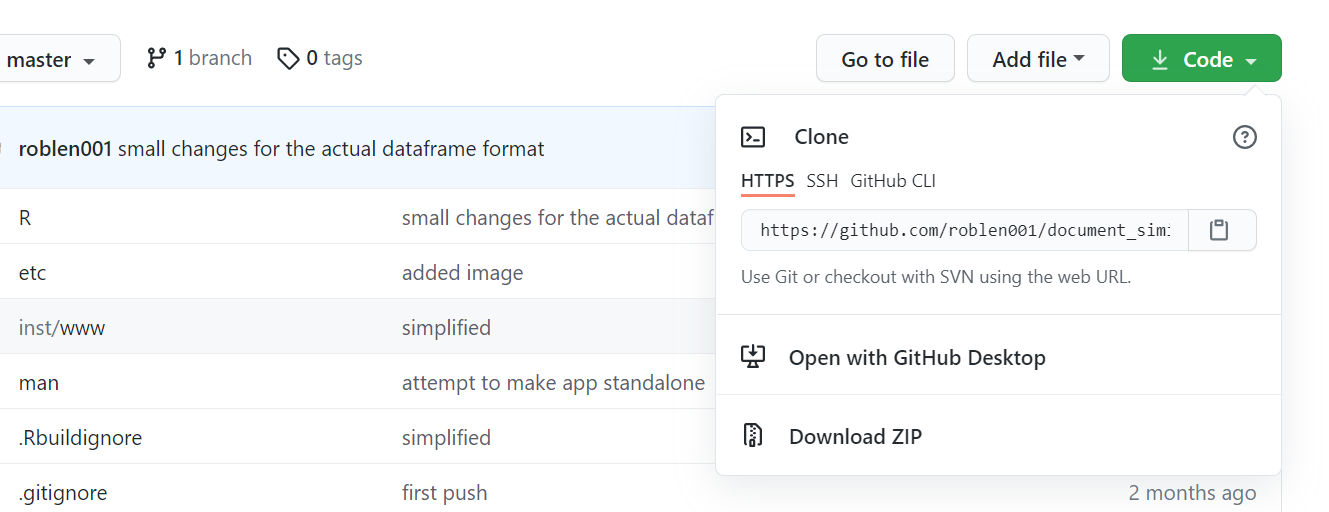 master 1 branch 0 tags Go to file Add file Code
roblen001 small changes for the actual dataframe format
Clone
HTTPS SSH GitHub CLI
https://github.com/roblen001/document_simi
Use Git or checkout with SVN using the web URL.
Open with GitHub Desktop
Download ZIP
R small changes for the actual dataf
etc added image
inst/www simplified
man attempt to make app standalone
.Rbuildignore simplified
.gitignore first push 2 months ago